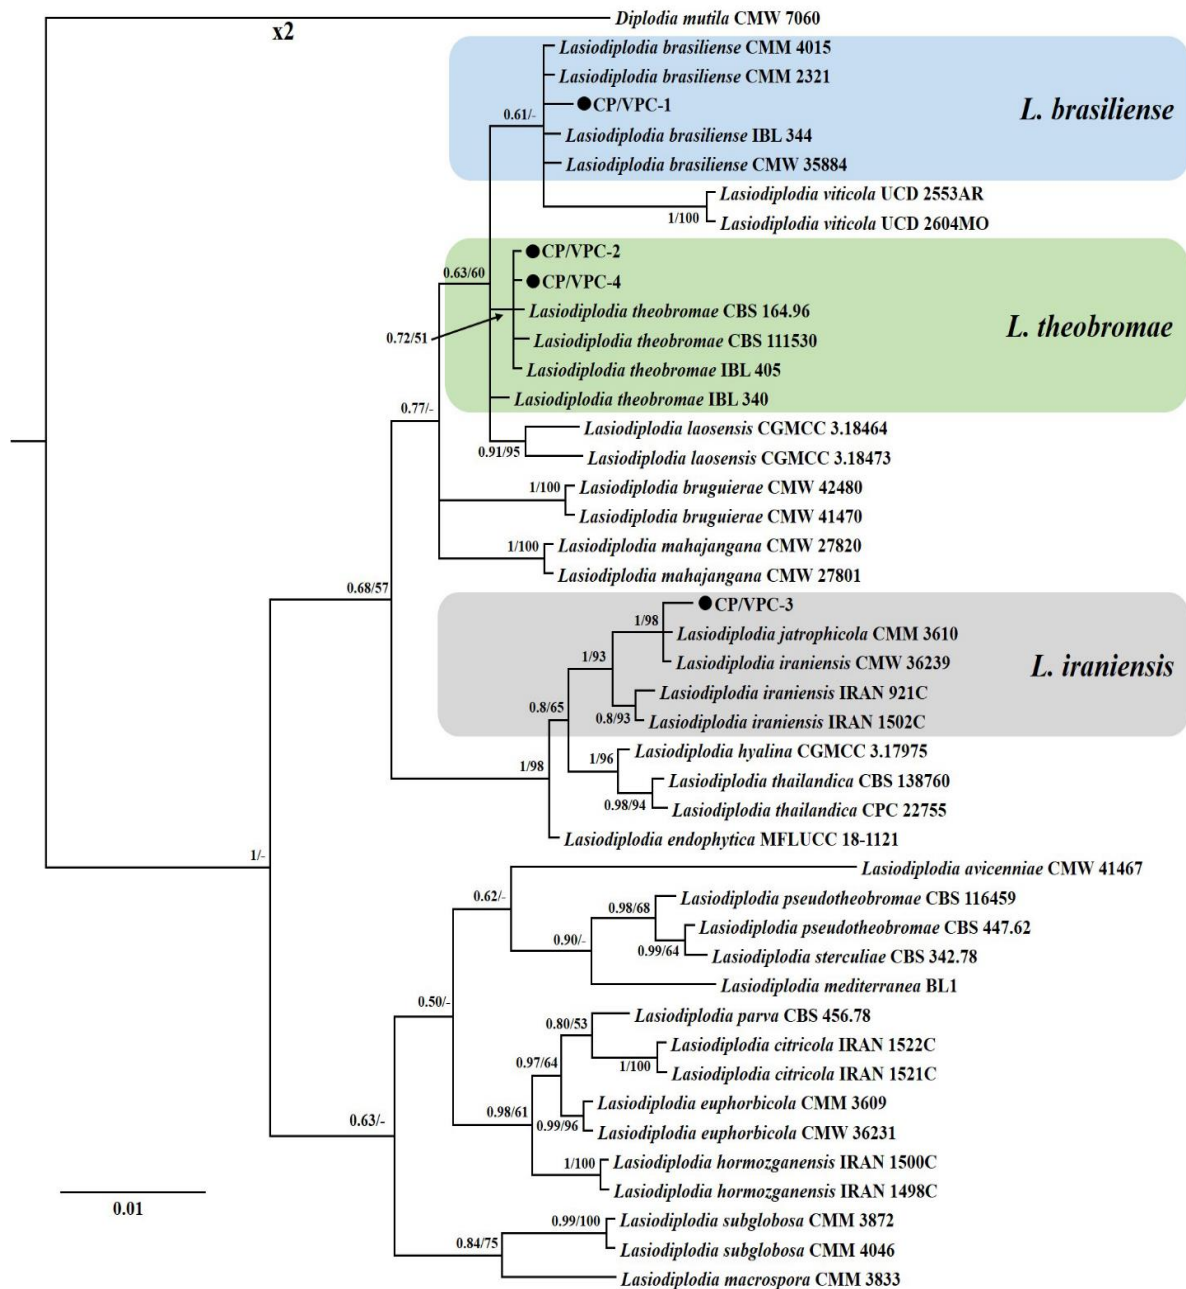 Diplodia mutila CMW 7060
x2
Lasiodiplodia brasiliense CMM 4015
Lasiodiplodia brasiliense CMM 2321
CP/VPC-1
L. brasiliense
0.61/-
Lasiodiplodia brasiliense IBL 344
Lasiodiplodia brasiliense CMW 35884
Lasiodiplodia viticola UCD 2553AR
1/100
Lasiodiplodia viticola UCD 2604MO
CP/VPC-2
0.63/60
CP/VPC-4
Lasiodiplodia theobromae CBS 164.96
L. theobromae
0.72/51
Lasiodiplodia theobromae CBS 111530
Lasiodiplodia theobromae IBL 405
Lasiodiplodia theobromae IBL 340
0.77/-
Lasiodiplodia laosensis CGMCC 3.18464
0.91/95
Lasiodiplodia laosensis CGMCC 3.18473
1/100
Lasiodiplodia bruguierae CMW 42480
Lasiodiplodia bruguierae CMW 41470
1/100
Lasiodiplodia mahajangana CMW 27820
Lasiodiplodia mahajangana CMW 27801
0.68/57
CP/VPC-3
1/98
Lasiodiplodia jatrophicola CMM 3610
1/93
Lasiodiplodia iraniensis CMW 36239
L. iraniensis
Lasiodiplodia iraniensis IRAN 921C
0.8/65
0.8/93
Lasiodiplodia iraniensis IRAN 1502C
Lasiodiplodia hyalina CGMCC 3.17975
1/96
1/98
Lasiodiplodia thailandica CBS 138760
0.98/94
Lasiodiplodia thailandica CPC 22755
Lasiodiplodia endophytica MFLUCC 18-1121
1/-
Lasiodiplodia avicenniae CMW 41467
0.62/-
Lasiodiplodia pseudotheobromae CBS 116459
0.98/68
Lasiodiplodia pseudotheobromae CBS 447.62
0.90/-
0.99/64
Lasiodiplodia sterculiae CBS 342.78
Lasiodiplodia mediterranea BL1
0.50/-
Lasiodiplodia parva CBS 456.78
0.80/53
Lasiodiplodia citricola IRAN 1522C
0.97/64
1/100
Lasiodiplodia citricola IRAN 1521C
Lasiodiplodia euphorbicola CMM 3609
0.98/61
0.99/96
Lasiodiplodia euphorbicola CMW 36231
0.63/-
1/100
Lasiodiplodia hormozganensis IRAN 1500C
Lasiodiplodia hormozganensis IRAN 1498C
0.01
0.99/100
Lasiodiplodia subglobosa CMM 3872
0.84/75
Lasiodiplodia subglobosa CMM 4046
Lasiodiplodia macrospora CMM 3833